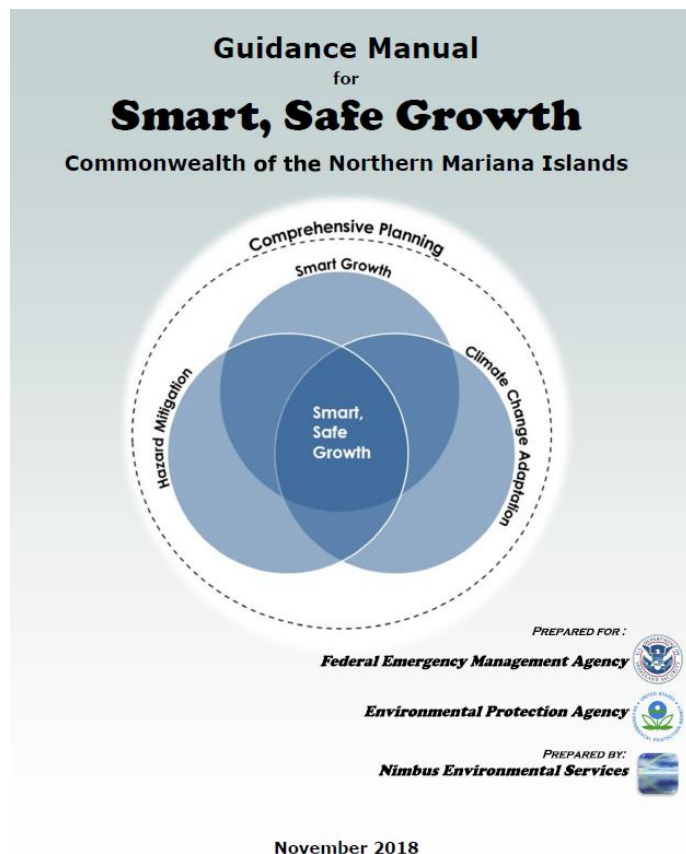 Guidance Manual
for
Smart, Safe Growth
Commonwealth of the Northern Mariana Islands
Comprehensive Planning
Smart Growth
Hazard Mitigation
Climate Change Adaptation
Smart,
Safe
Growth
PREPARED FOR :
Federal Emergency Management Agency
Environmental Protection Agency
PREPARED BY:
Nimbus Environmental Services
November 2018